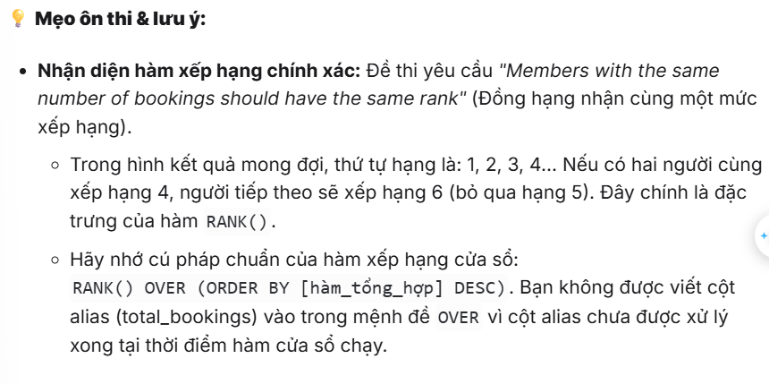 💡 Mẹo ôn thi & lưu ý:
• Nhận diện hàm xếp hạng chính xác: Đề thi yêu cầu "Members with the same
number of bookings should have the same rank" (Đồng hạng nhận cùng một mức
xếp hạng).
◦ Trong hình kết quả mong đợi, thứ tự hạng là: 1, 2, 3, 4... Nếu có hai người cùng
xếp hạng 4, người tiếp theo sẽ xếp hạng 6 (bỏ qua hạng 5). Đây chính là đặc
trưng của hàm RANK().
◦ Hãy nhớ cú pháp chuẩn của hàm xếp hạng cửa sổ:
RANK() OVER (ORDER BY [hàm_tổng_hợp] DESC). Bạn không được viết cột
alias (total_bookings) vào trong mệnh đề OVER vì cột alias chưa được xử lý
xong tại thời điểm hàm cửa sổ chạy.